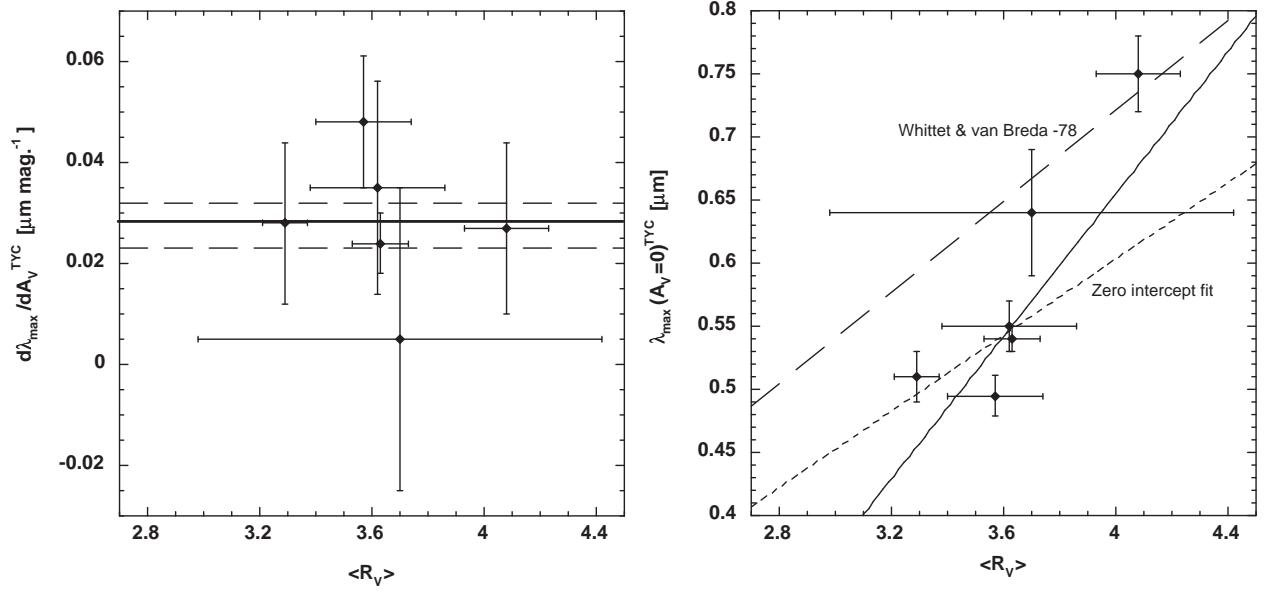 0.06
0.04
0.02
0
-0.02
2.8 3.2 3.6 4 4.4
dλmax/dAV^TYC [μm mag.^-1]
<RV>
0.8
0.75
0.7
0.65
0.6
0.55
0.5
0.45
0.4
2.8 3.2 3.6 4 4.4
λmax(AV=0)^TYC [μm]
<RV>
Whittet & van Breda -78
Zero intercept fit